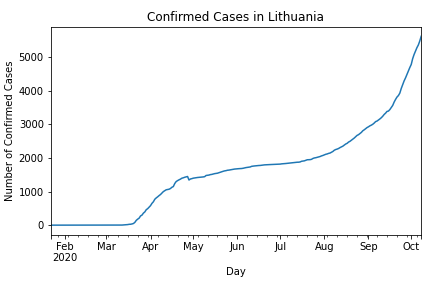 Confirmed Cases in Lithuania
Number of Confirmed Cases
5000
4000
3000
2000
1000
0
Feb Mar Apr May Jun Jul Aug Sep Oct
2020
Day